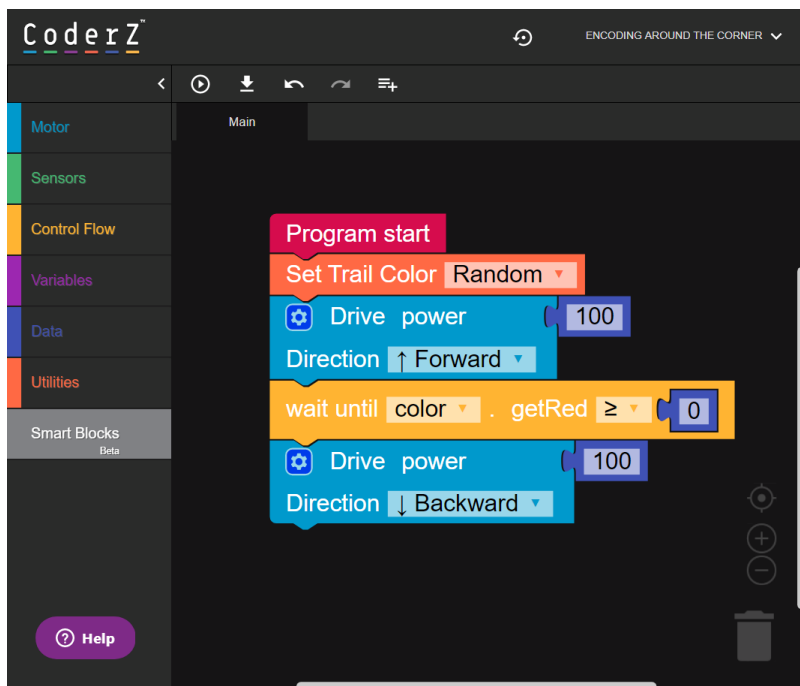 CoderZ™
ENCODING AROUND THE CORNER
Main
Motor
Sensors
Control Flow
Variables
Data
Utilities
Smart Blocks
Beta
Program start
Set Trail Color Random
Drive power 100
Direction ↑ Forward
wait until color . getRed ≥ 0
Drive power 100
Direction ↓ Backward
Help